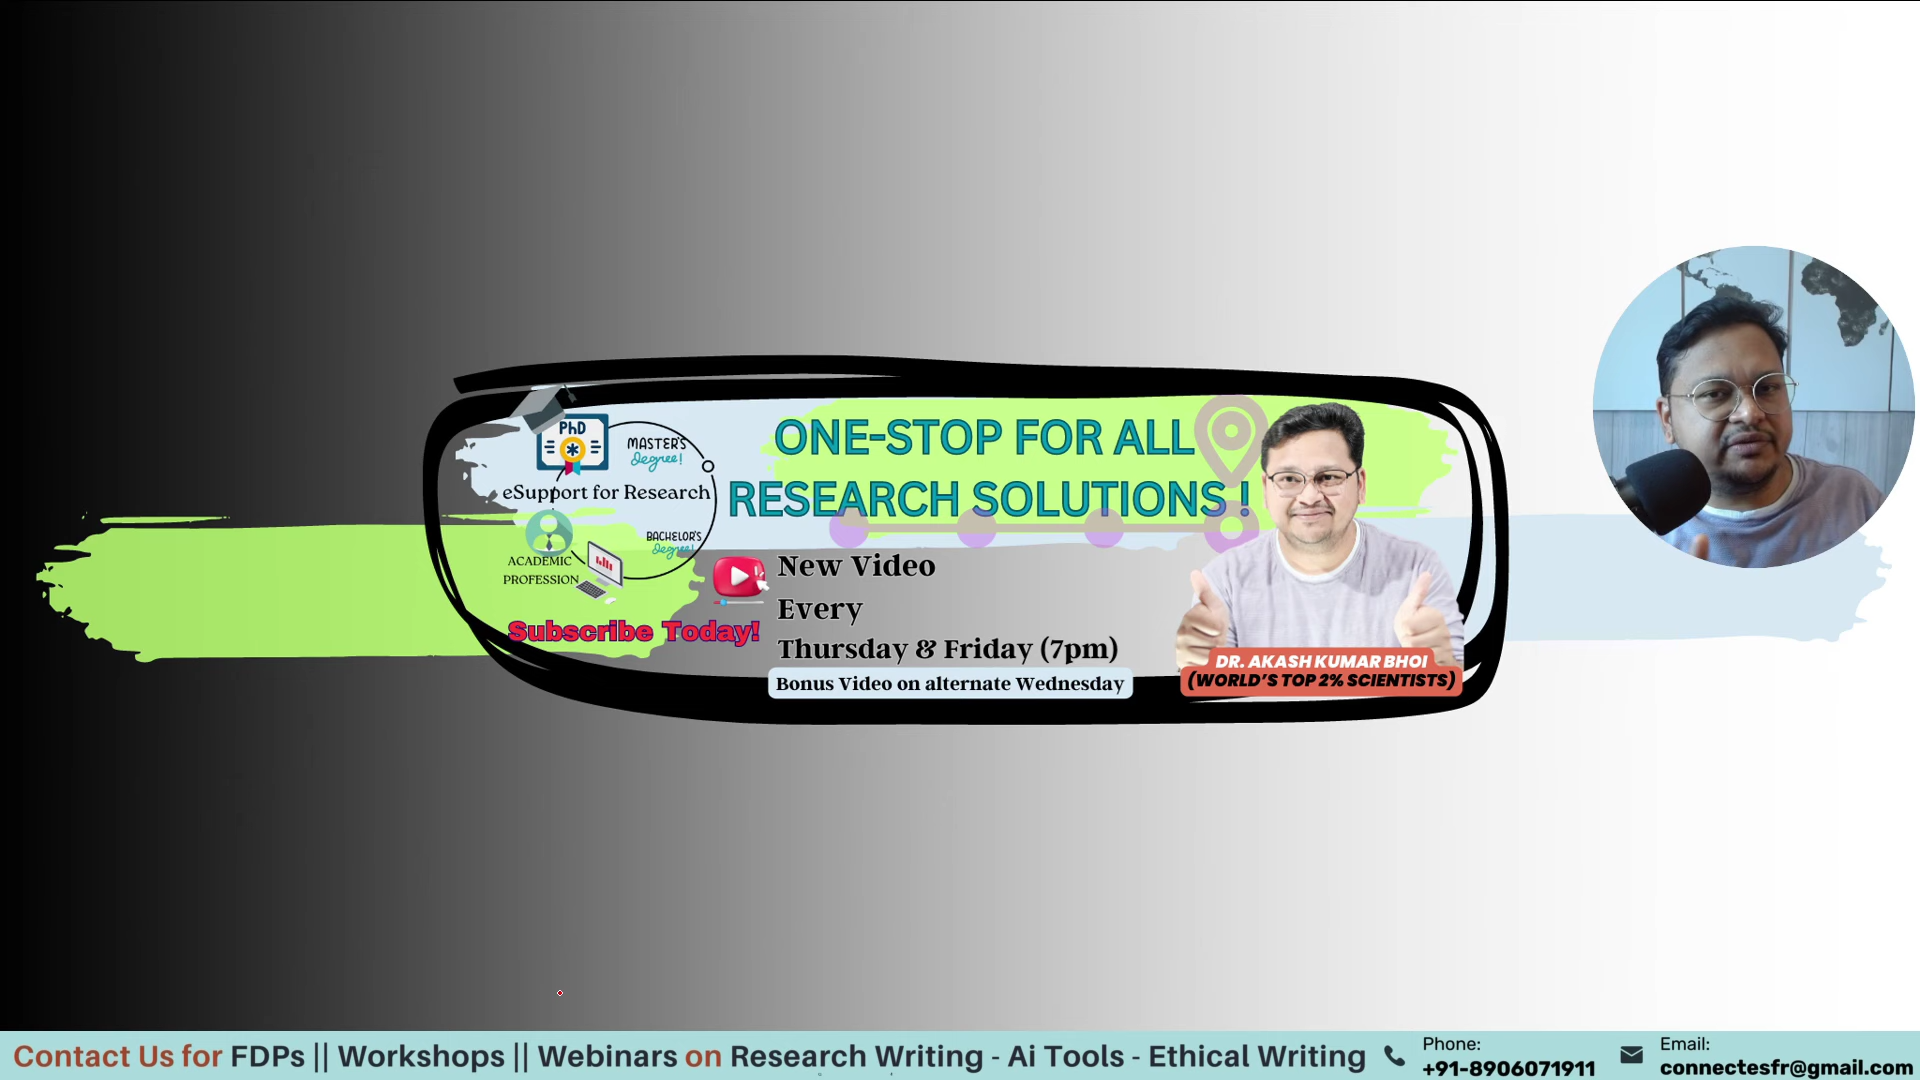 PhD
MASTER'S
degree!
eSupport for Research
BACHELOR'S
degree!
ACADEMIC
PROFESSION
Subscribe Today!
ONE-STOP FOR ALL
RESEARCH SOLUTIONS !
New Video
Every
Thursday & Friday (7pm)
Bonus Video on alternate Wednesday
DR. AKASH KUMAR BHOI
(WORLD'S TOP 2% SCIENTISTS)
Contact Us for FDPs || Workshops || Webinars on Research Writing - Ai Tools - Ethical Writing
Phone:
+91-8906071911
Email:
connectesfr@gmail.com